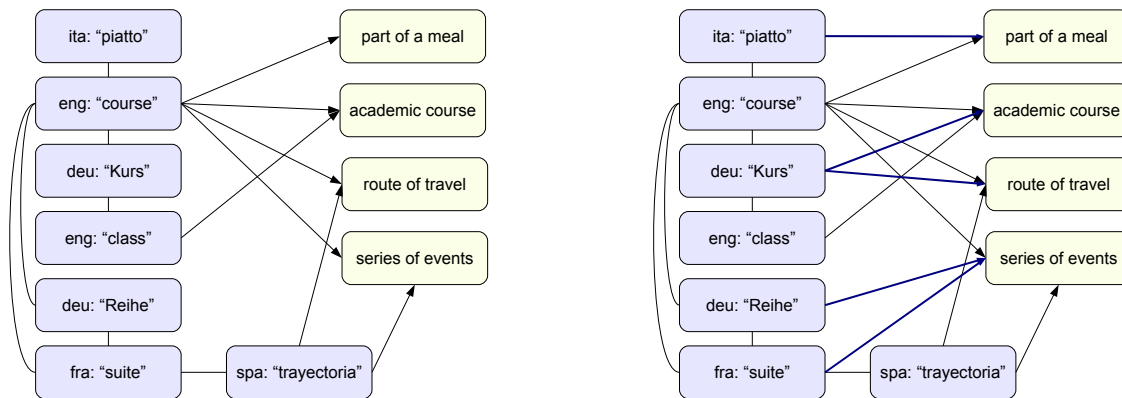 ita: “piatto”
eng: “course”
deu: “Kurs”
eng: “class”
deu: “Reihe”
fra: “suite”
spa: “trayectoria”
part of a meal
academic course
route of travel
series of events
ita: “piatto”
eng: “course”
deu: “Kurs”
eng: “class”
deu: “Reihe”
fra: “suite”
spa: “trayectoria”
part of a meal
academic course
route of travel
series of events